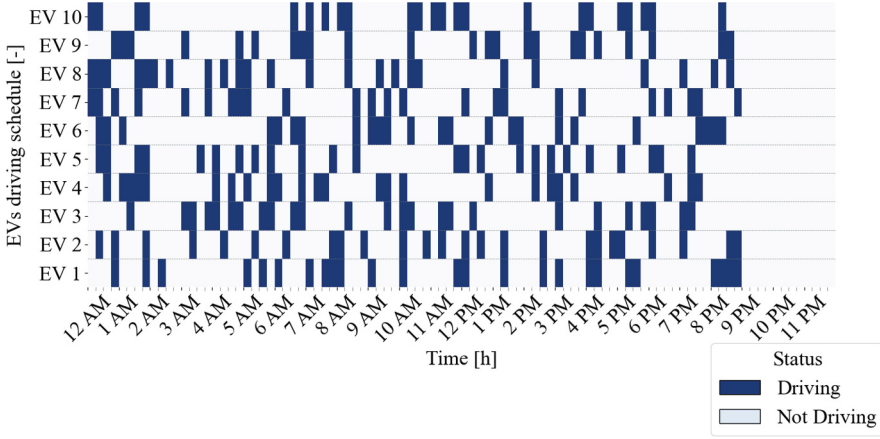 EVs driving schedule [-]
EV 10
EV 9
EV 8
EV 7
EV 6
EV 5
EV 4
EV 3
EV 2
EV 1
12 AM
1 AM
2 AM
3 AM
4 AM
5 AM
6 AM
7 AM
8 AM
9 AM
10 AM
11 AM
12 PM
1 PM
2 PM
3 PM
4 PM
5 PM
6 PM
7 PM
8 PM
9 PM
10 PM
11 PM
Time [h]
Status
Driving
Not Driving